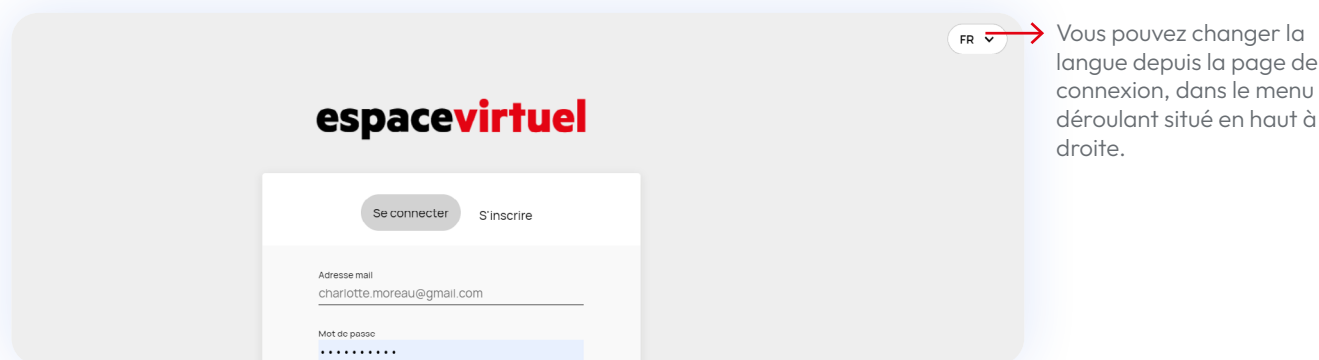 FR
Vous pouvez changer la
langue depuis la page de
connexion, dans le menu
déroulant situé en haut à
droite.
espacevirtuel
Se connecter
S'inscrire
Adresse mail
charlotte.moreau@gmail.com
Mot de passe
••••••••••